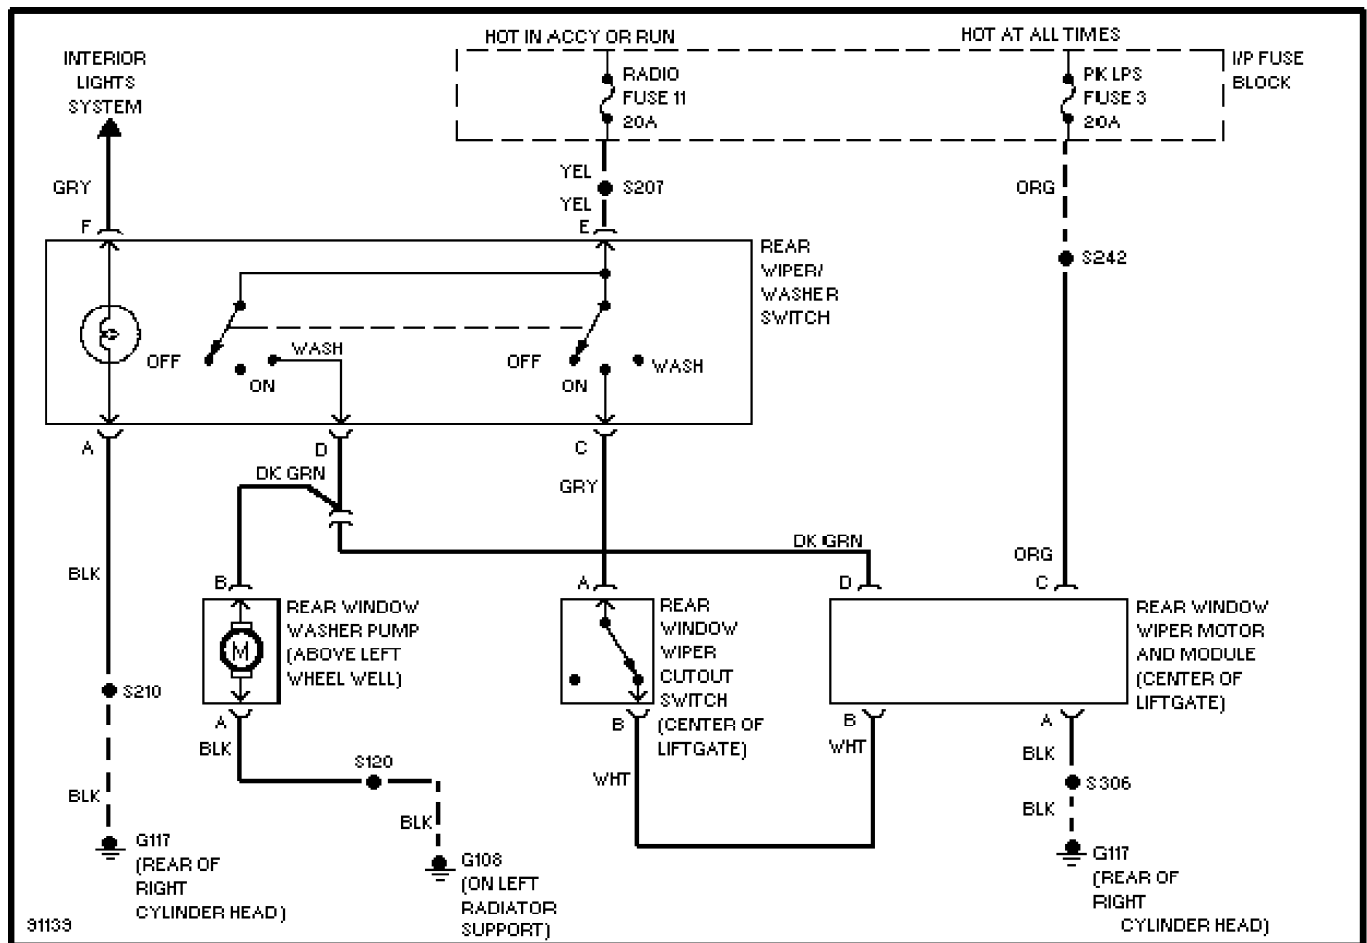 HOT IN ACCY OR RUN
HOT AT ALL TIMES
INTERIOR
LIGHTS
SYSTEM
RADIO
FUSE 11
20A
PK LPS
FUSE 3
20A
I/P FUSE
BLOCK
GRY
YEL
S207
YEL
ORG
F
E
S242
REAR
WIPER/
WASHER
SWITCH
OFF
WASH
ON
OFF
ON
WASH
A
D
C
DK GRN
GRY
DK GRN
ORG
BLK
B
A
D
C
REAR WINDOW
WASHER PUMP
(ABOVE LEFT
WHEEL WELL)
M
REAR
WINDOW
WIPER
CUTOUT
SWITCH
(CENTER OF
LIFTGATE)
REAR WINDOW
WIPER MOTOR
AND MODULE
(CENTER OF
LIFTGATE)
S210
A
BLK
B
B
WHT
A
BLK
S120
WHT
S306
BLK
BLK
BLK
G117
(REAR OF
RIGHT
CYLINDER HEAD)
G108
(ON LEFT
RADIATOR
SUPPORT)
G117
(REAR OF
RIGHT
CYLINDER HEAD)
91139